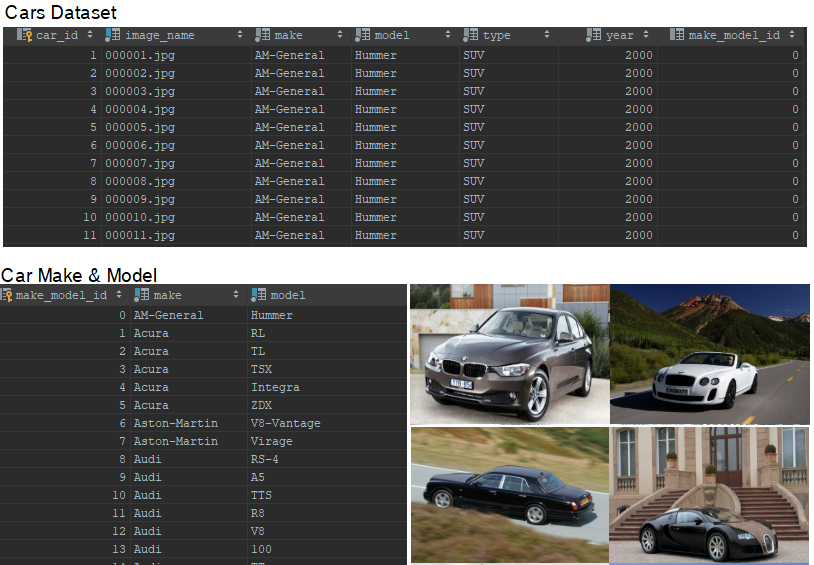 Cars Dataset
car_id image_name make model type year make_model_id
1 000001.jpg AM-General Hummer SUV 2000 0
2 000002.jpg AM-General Hummer SUV 2000 0
3 000003.jpg AM-General Hummer SUV 2000 0
4 000004.jpg AM-General Hummer SUV 2000 0
5 000005.jpg AM-General Hummer SUV 2000 0
6 000006.jpg AM-General Hummer SUV 2000 0
7 000007.jpg AM-General Hummer SUV 2000 0
8 000008.jpg AM-General Hummer SUV 2000 0
9 000009.jpg AM-General Hummer SUV 2000 0
10 000010.jpg AM-General Hummer SUV 2000 0
11 000011.jpg AM-General Hummer SUV 2000 0
Car Make & Model
make_model_id make model
0 AM-General Hummer
1 Acura RL
2 Acura TL
3 Acura TSX
4 Acura Integra
5 Acura ZDX
6 Aston-Martin V8-Vantage
7 Aston-Martin Virage
8 Audi RS-4
9 Audi A5
10 Audi TTS
11 Audi R8
12 Audi V8
13 Audi 100